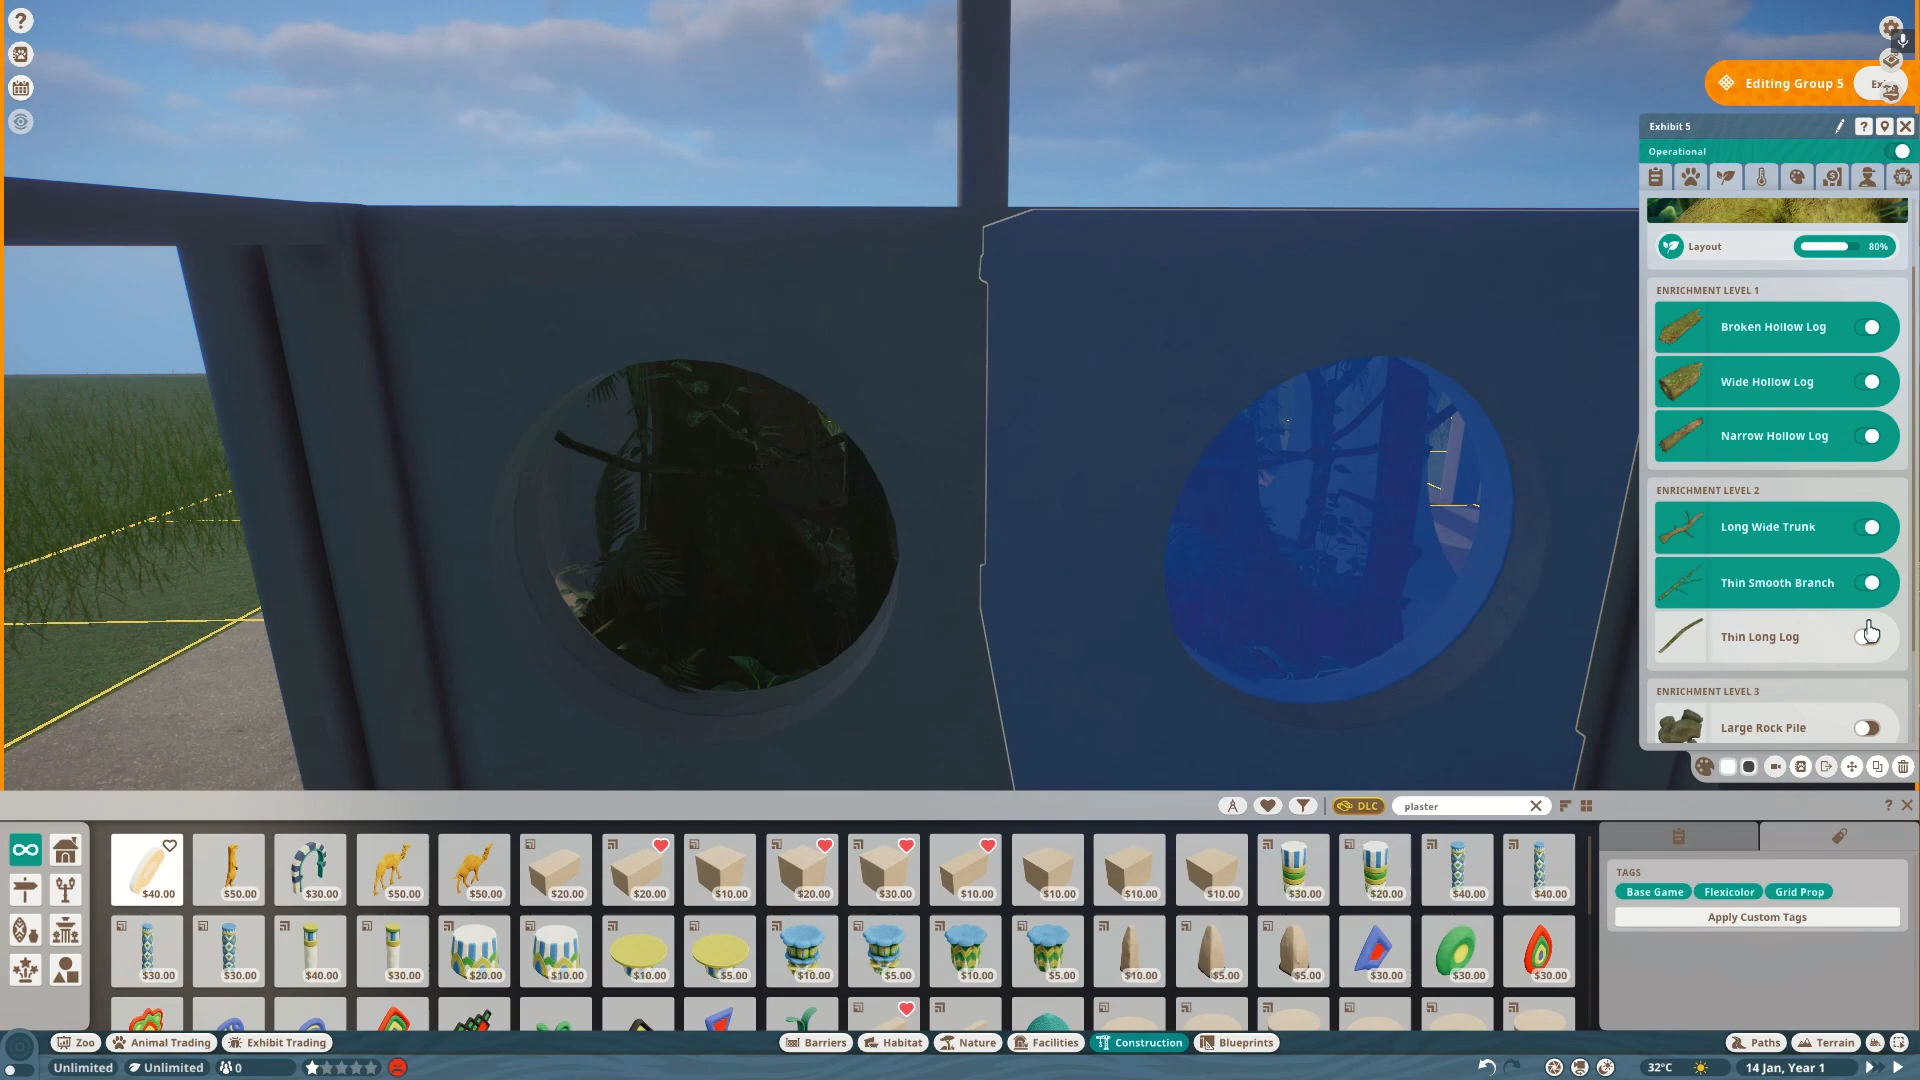 Editing Group 5
Exhibit 5
Operational
Layout
80%
ENRICHMENT LEVEL 1
Broken Hollow Log
Wide Hollow Log
Narrow Hollow Log
ENRICHMENT LEVEL 2
Long Wide Trunk
Thin Smooth Branch
Thin Long Log
ENRICHMENT LEVEL 3
Large Rock Pile
DLC
plaster
$40.00 $50.00 $30.00 $50.00 $50.00 $20.00 $20.00 $10.00 $20.00 $30.00 $10.00 $10.00 $10.00 $10.00 $30.00 $20.00 $40.00 $40.00
$30.00 $30.00 $40.00 $30.00 $20.00 $10.00 $10.00 $5.00 $10.00 $5.00 $10.00 $5.00 $10.00 $5.00 $5.00 $30.00 $30.00 $30.00
TAGS
Base Game Flexicolor Grid Prop
Apply Custom Tags
Zoo Animal Trading Exhibit Trading Barriers Habitat Nature Facilities Construction Blueprints Paths Terrain
Unlimited Unlimited 0 32°C 14 Jan, Year 1